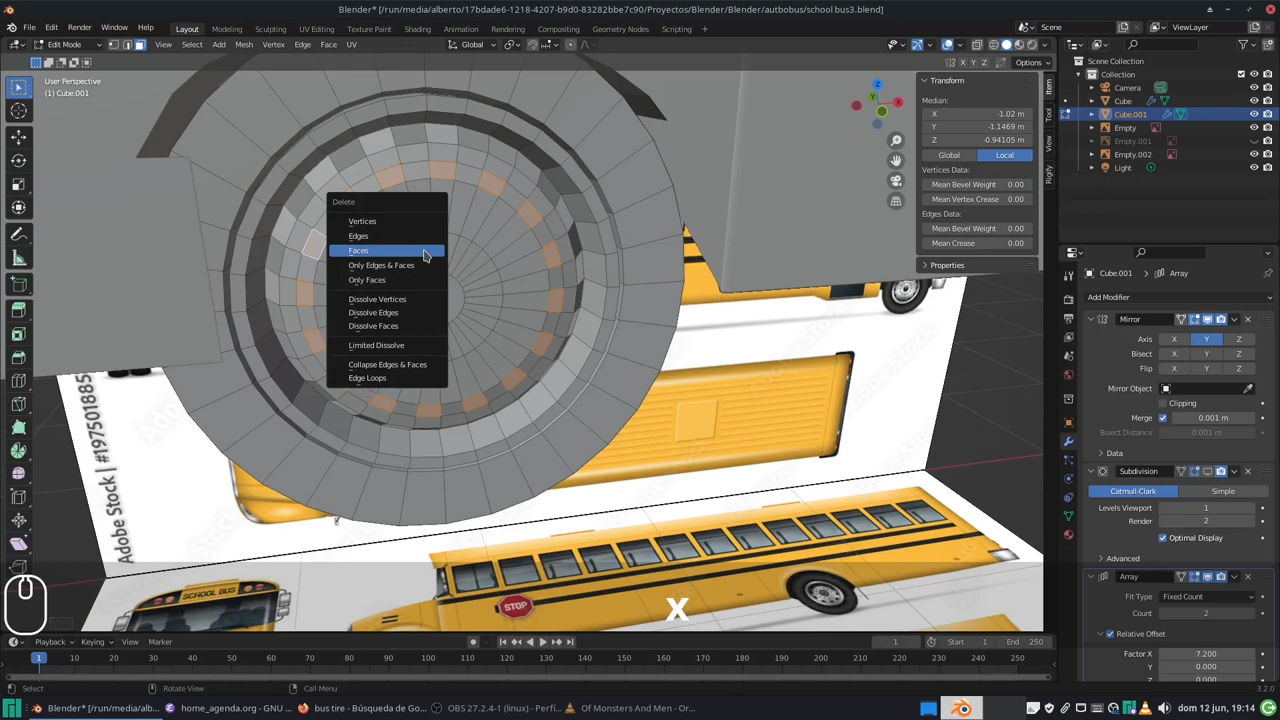 Blender* [/run/media/alberto/17bdade6-1218-4207-b9d0-83282bbe7c90/Proyectos/Blender/Blender/autbobus/school bus3.blend]
File Edit Render Window Help Layout Modeling Sculpting UV Editing Texture Paint Shading Animation Rendering Compositing Geometry Nodes Scripting + Scene ViewLayer
Edit Mode View Select Add Mesh Vertex Edge Face UV Global
X Y Z Options
User Perspective
(1) Cube.001
Z
Y
X
Transform
Median:
X -1.02 m
Y -1.1469 m
Z -0.94105 m
Global Local
Vertices Data:
Mean Bevel Weight 0.00
Mean Vertex Crease 0.00
Edges Data:
Mean Bevel Weight 0.00
Mean Crease 0.00
Properties
Item
Tool
View
Rigify
Scene Collection
Collection
Camera
Cube
Cube.001
Empty
Empty.001
Empty.002
Light
Delete
Vertices
Edges
Faces
Only Edges & Faces
Only Faces
Dissolve Vertices
Dissolve Edges
Dissolve Faces
Limited Dissolve
Collapse Edges & Faces
Edge Loops
Cube.001 Array
Add Modifier
Mirror
Axis X Y Z
Bisect X Y Z
Flip X Y Z
Mirror Object
Clipping
Merge 0.001 m
Bisect Distance 0.001 m
Data
Subdivision
Catmull-Clark Simple
Levels Viewport 1
Render 2
Optimal Display
Advanced
Array
Fit Type Fixed Count
Count 2
Relative Offset
Factor X 7.200
Y 0.000
Z 0.000
Adobe Stock | #197501885
Adobe Stock
SCHOOL BUS
STOP
X
Playback Keying View Marker 1 Start 1 End 250
1 10 20 30 40 50 60 70 80 90 100 110 120 130 140 150 160 170 180 190 200 210 220 230 240 250
Select Rotate View Call Menu 3.2.0
Blender* [/run/media/alb... home_agenda.org - GNU ... bus tire - Búsqueda de Go... OBS 27.2.4-1 (linux) - Perfi... Of Monsters And Men - Or... dom 12 jun, 19:14